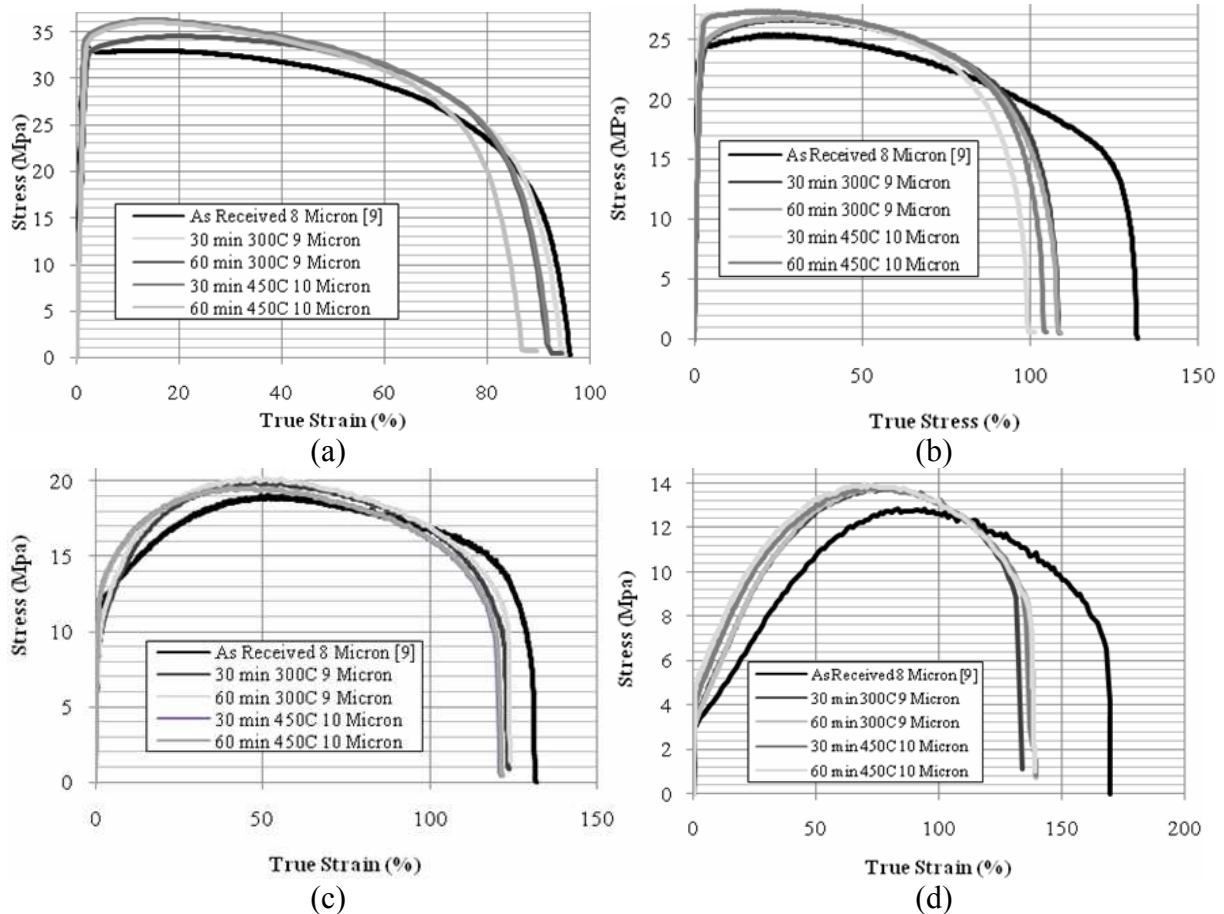 Stress (Mpa)
35
30
25
20
15
10
5
0
As Received 8 Micron [9]
30 min 300C 9 Micron
60 min 300C 9 Micron
30 min 450C 10 Micron
60 min 450C 10 Micron
0 20 40 60 80 100
True Strain (%)
(a)
Stress (MPa)
25
20
15
10
5
0
As Received 8 Micron [9]
30 min 300C 9 Micron
60 min 300C 9 Micron
30 min 450C 10 Micron
60 min 450C 10 Micron
0 50 100 150
True Stress (%)
(b)
Stress (Mpa)
20
15
10
5
0
As Received 8 Micron [9]
30 min 300C 9 Micron
60 min 300C 9 Micron
30 min 450C 10 Micron
60 min 450C 10 Micron
0 50 100 150
True Strain (%)
(c)
Stress (Mpa)
14
12
10
8
6
4
2
0
As Received 8 Micron [9]
30 min 300C 9 Micron
60 min 300C 9 Micron
30 min 450C 10 Micron
60 min 450C 10 Micron
0 50 100 150 200
True Strain (%)
(d)